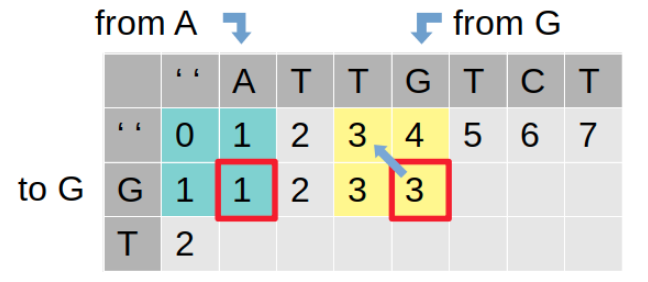 from A from G
‘ ‘ A T T G T C T
‘ ‘ 0 1 2 3 4 5 6 7
to G G 1 1 2 3 3
T 2